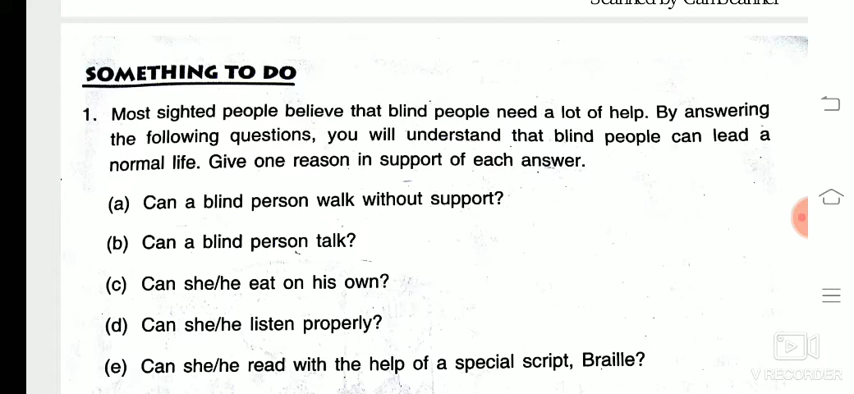 SOMETHING TO DO
1. Most sighted people believe that blind people need a lot of help. By answering
the following questions, you will understand that blind people can lead a
normal life. Give one reason in support of each answer.
(a) Can a blind person walk without support?
(b) Can a blind person talk?
(c) Can she/he eat on his own?
(d) Can she/he listen properly?
(e) Can she/he read with the help of a special script, Braille?
V RECORDER